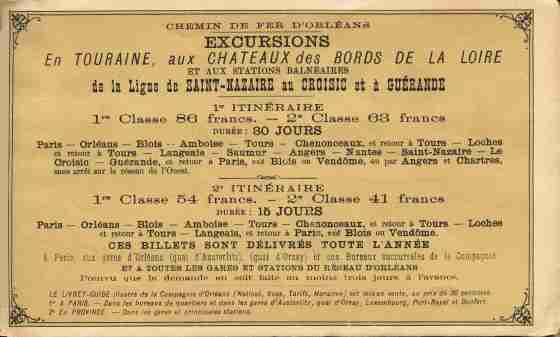 CHEMIN DE FER D'ORLÉANS
EXCURSIONS
En TOURAINE, aux CHATEAUX des BORDS DE LA LOIRE
ET AUX STATIONS BALNÉAIRES
de la Ligne de SAINT-NAZAIRE au CROISIC et à GUÉRANDE
1er ITINÉRAIRE
1re Classe 86 francs. – 2e Classe 63 francs
DURÉE : 30 JOURS
Paris — Orléans — Blois — Amboise — Tours — Chenonceaux, et retour à Tours — Loches
et retour à Tours — Langeais — Saumur — Angers — Nantes — Saint-Nazaire — Le
Croisic — Guérande, et retour à Paris, viâ Blois ou Vendôme, ou par Angers et Chartres,
sans arrêt sur le réseau de l'Ouest.
2e ITINÉRAIRE
1re Classe 54 francs. – 2e Classe 41 francs
DURÉE : 15 JOURS
Paris — Orléans — Blois — Amboise — Tours — Chenonceaux, et retour à Tours — Loches
et retour à Tours — Langeais, et retour à Paris, viâ Blois ou Vendôme.
CES BILLETS SONT DÉLIVRÉS TOUTE L'ANNÉE
à Paris, aux gares d'Orléans (quai d'Austerlitz), (quai d'Orsay) et aux Bureaux succursales de la Compagnie
ET A TOUTES LES GARES ET STATIONS DU RÉSEAU D'ORLÉANS
Pourvu que la demande en soit faite au moins trois jours à l'avance.
LE LIVRET-GUIDE illustré de la Compagnie d'Orléans (Notices, Vues, Tarifs, Horaires) est mis en vente, au prix de 30 centimes
1° A PARIS. — Dans les bureaux de quartiers et dans les gares d'Austerlitz, quai d'Orsay, Luxembourg, Port-Royal et Denfert.
2° En PROVINCE. — Dans les gares et principales stations.